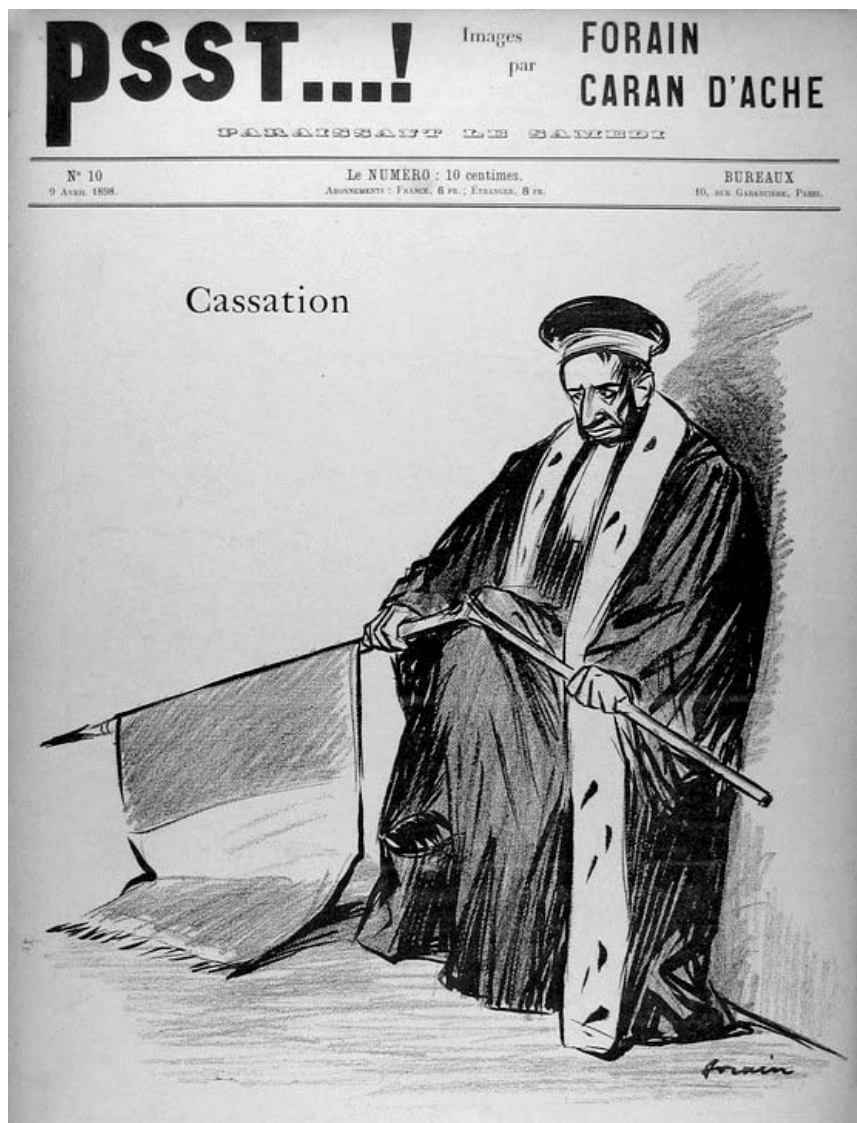 PSST...!
Images
par
FORAIN
CARAN D'ACHE
PARAISSANT LE SAMEDI
N° 10
9 AVRIL 1898.
Le NUMÉRO : 10 centimes.
ABONNEMENTS : FRANCE, 6 FR. ; ÉTRANGER, 8 FR.
BUREAUX
10, RUE GARANCIÈRE, PARIS.
Cassation
forain